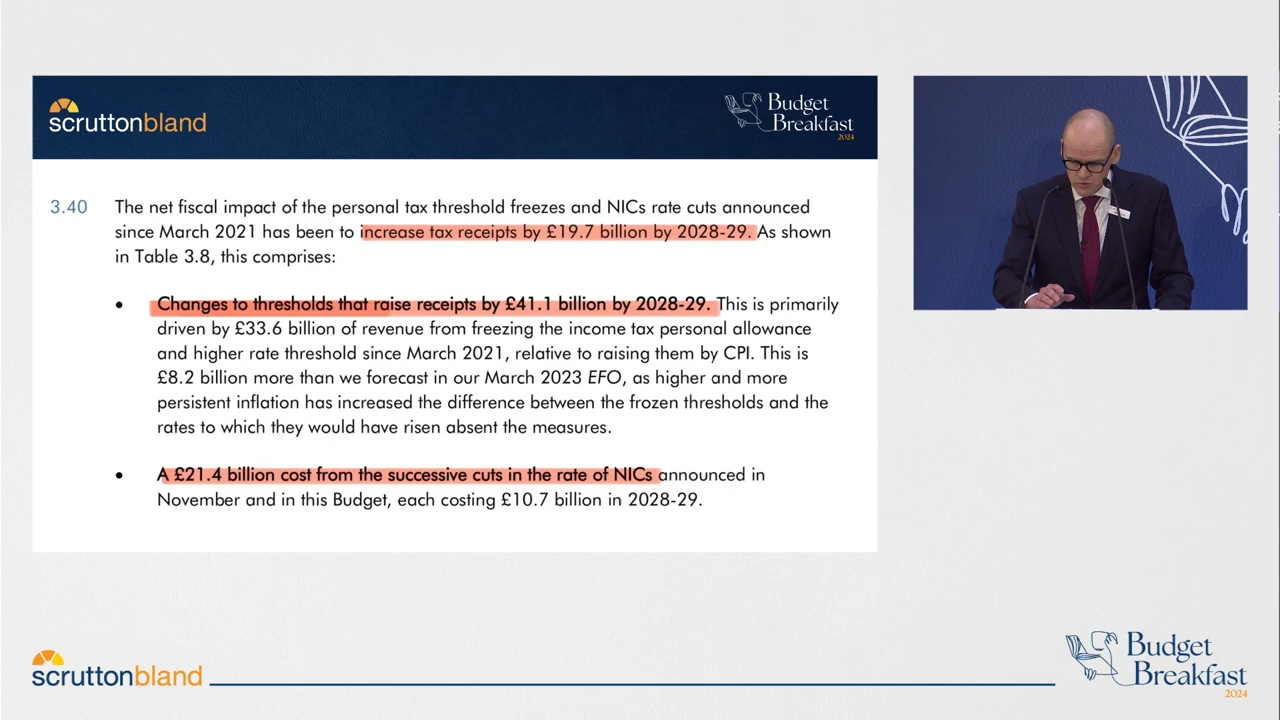 scruttonbland
Budget
Breakfast
2024
3.40 The net fiscal impact of the personal tax threshold freezes and NICs rate cuts announced
since March 2021 has been to increase tax receipts by £19.7 billion by 2028-29. As shown
in Table 3.8, this comprises:
• Changes to thresholds that raise receipts by £41.1 billion by 2028-29. This is primarily
driven by £33.6 billion of revenue from freezing the income tax personal allowance
and higher rate threshold since March 2021, relative to raising them by CPI. This is
£8.2 billion more than we forecast in our March 2023 EFO, as higher and more
persistent inflation has increased the difference between the frozen thresholds and the
rates to which they would have risen absent the measures.
• A £21.4 billion cost from the successive cuts in the rate of NICs announced in
November and in this Budget, each costing £10.7 billion in 2028-29.
scruttonbland
Budget
Breakfast
2024